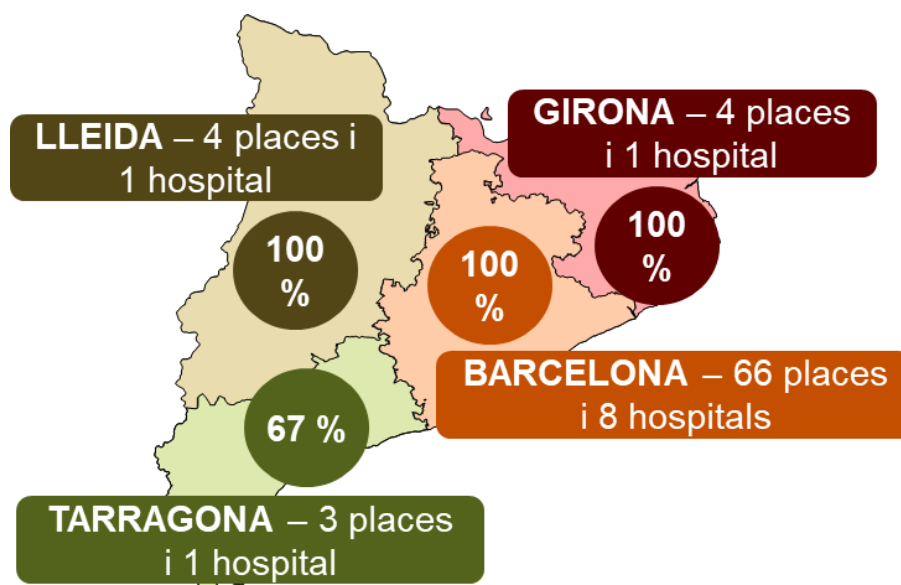 LLEIDA – 4 places i
1 hospital
GIRONA – 4 places
i 1 hospital
100
%
100
%
100
%
BARCELONA – 66 places
i 8 hospitals
67 %
TARRAGONA – 3 places
i 1 hospital